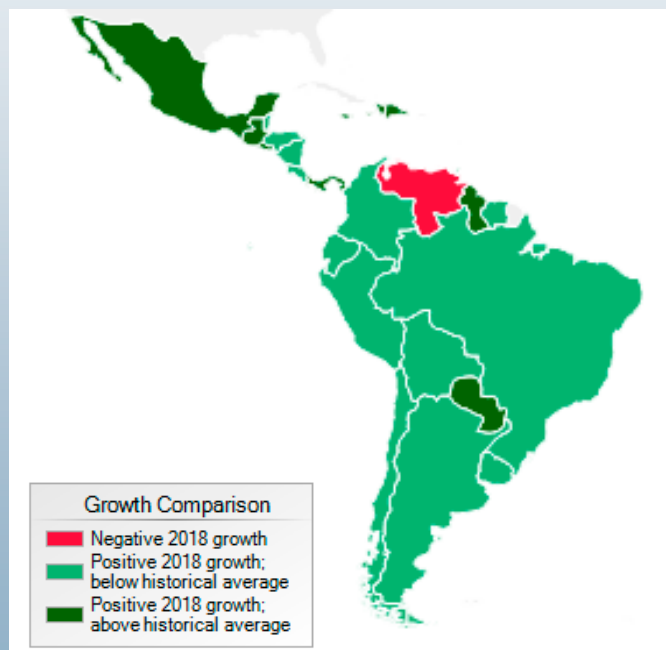 Growth Comparison
Negative 2018 growth
Positive 2018 growth;
below historical average
Positive 2018 growth;
above historical average